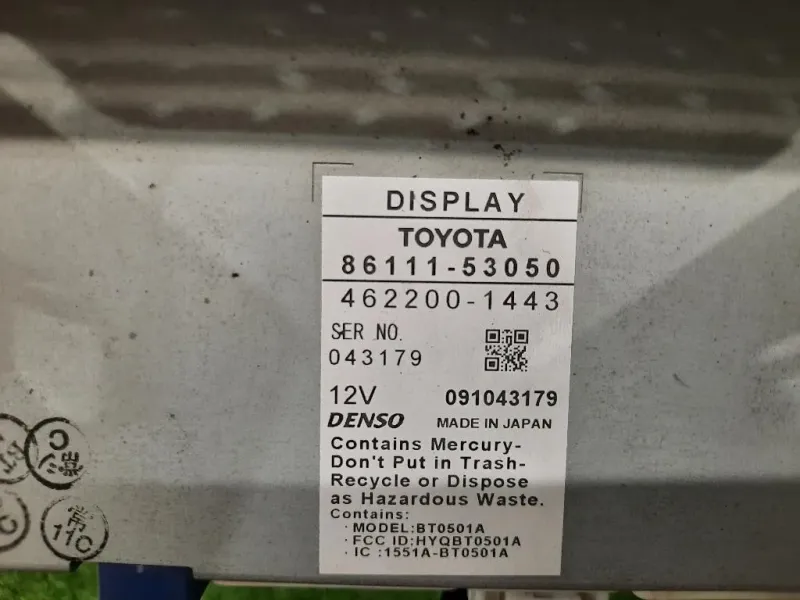 DISPLAY
TOYOTA
86111-53050
462200-1443
SER NO.
043179
12V 091043179
DENSO MADE IN JAPAN
Contains Mercury-
Don't Put in Trash-
Recycle or Dispose
as Hazardous Waste.
Contains:
· MODEL:BT0501A
· FCC ID:HYQBT0501A
· IC :1551A-BT0501A
11C